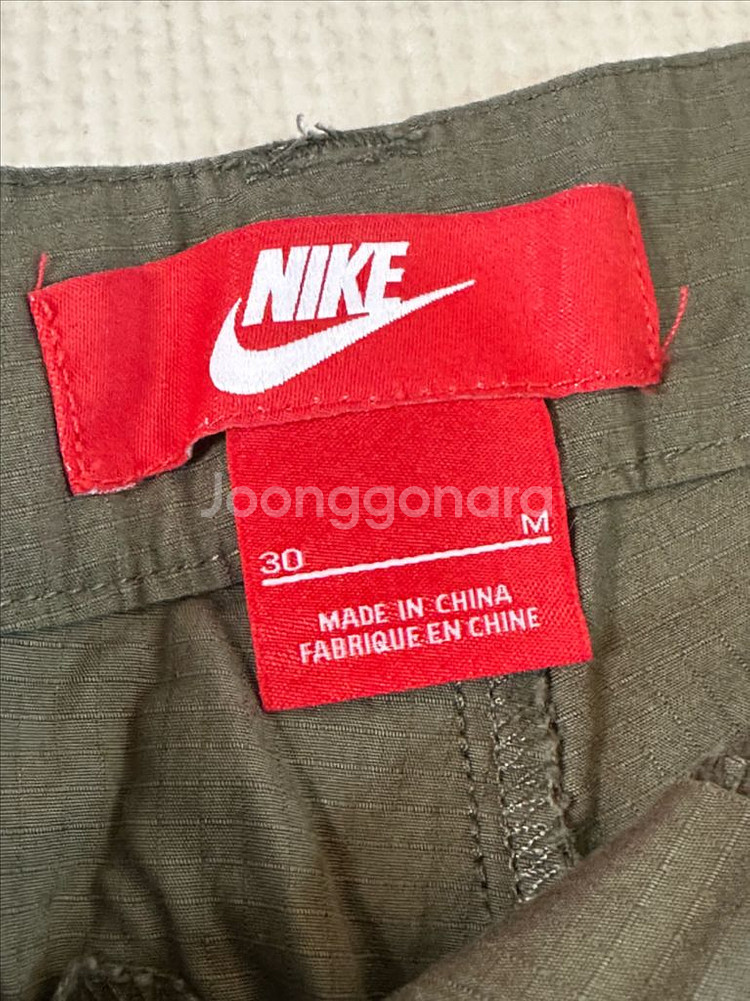 NIKE
Joonggonara
30 M
MADE IN CHINA
FABRIQUE EN CHINE